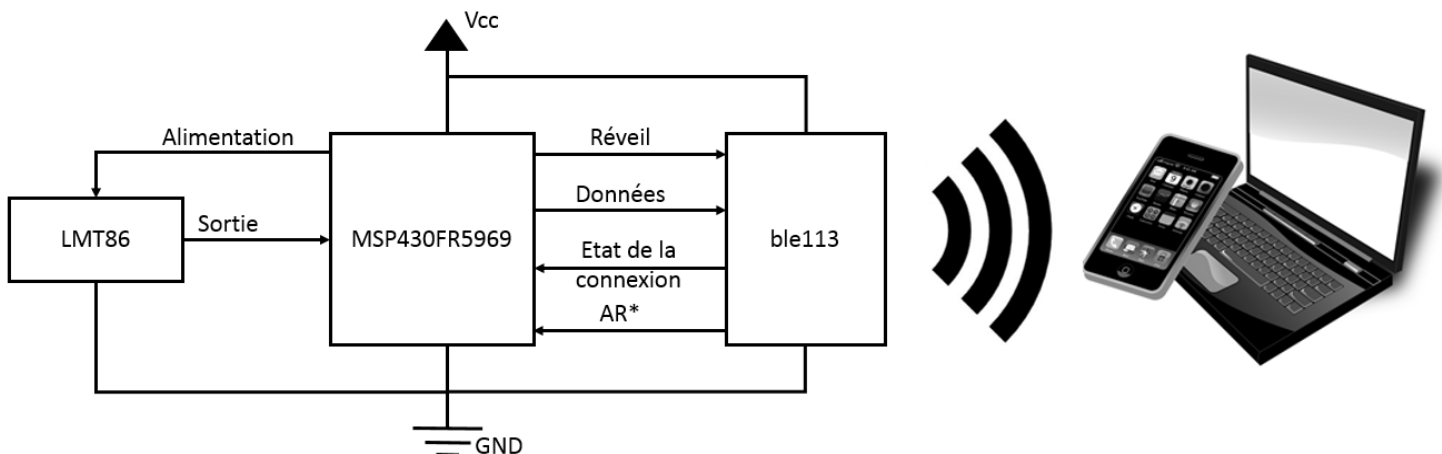 Vcc
Alimentation
Réveil
Données
LMT86
Sortie
MSP430FR5969
ble113
Etat de la
connexion
AR*
GND